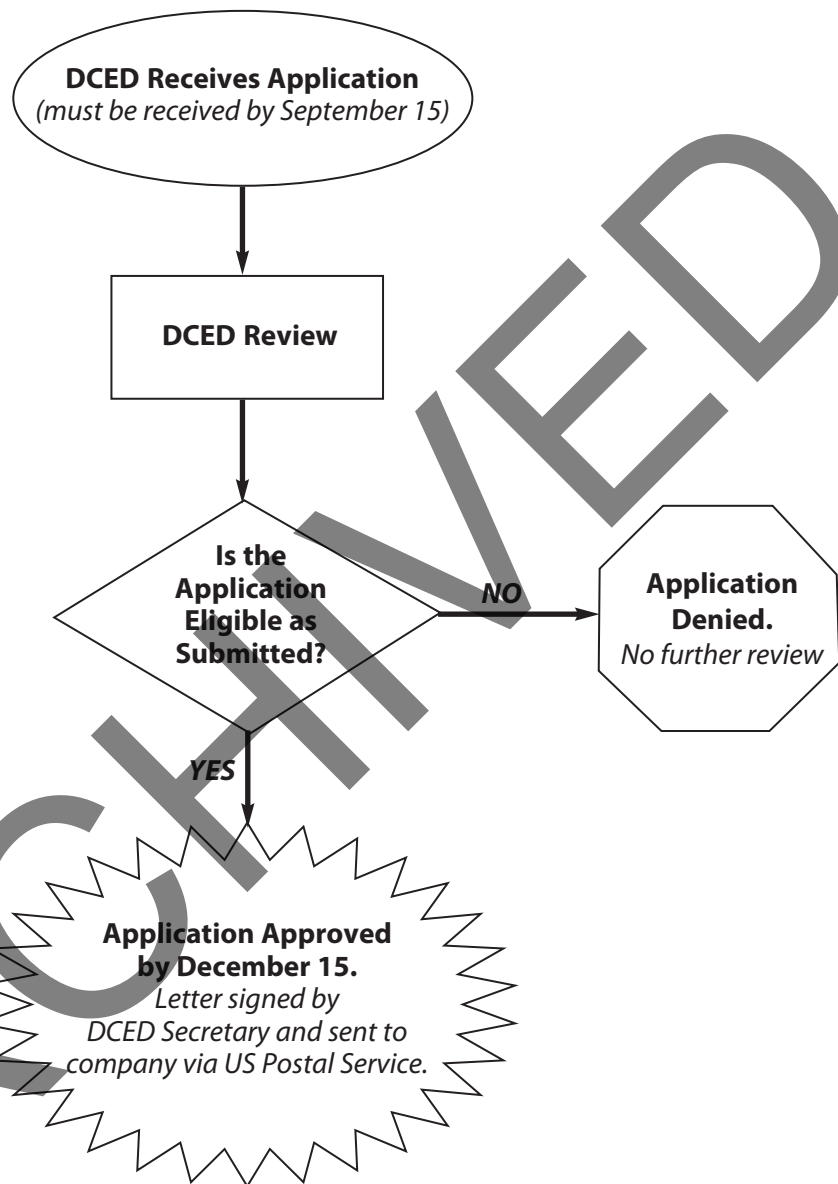 DCED Receives Application
(must be received by September 15)
DCED Review
Is the
Application
Eligible as
Submitted?
NO
Application
Denied.
No further review
YES
Application Approved
by December 15.
Letter signed by
DCED Secretary and sent to
company via US Postal Service.
CHIVED